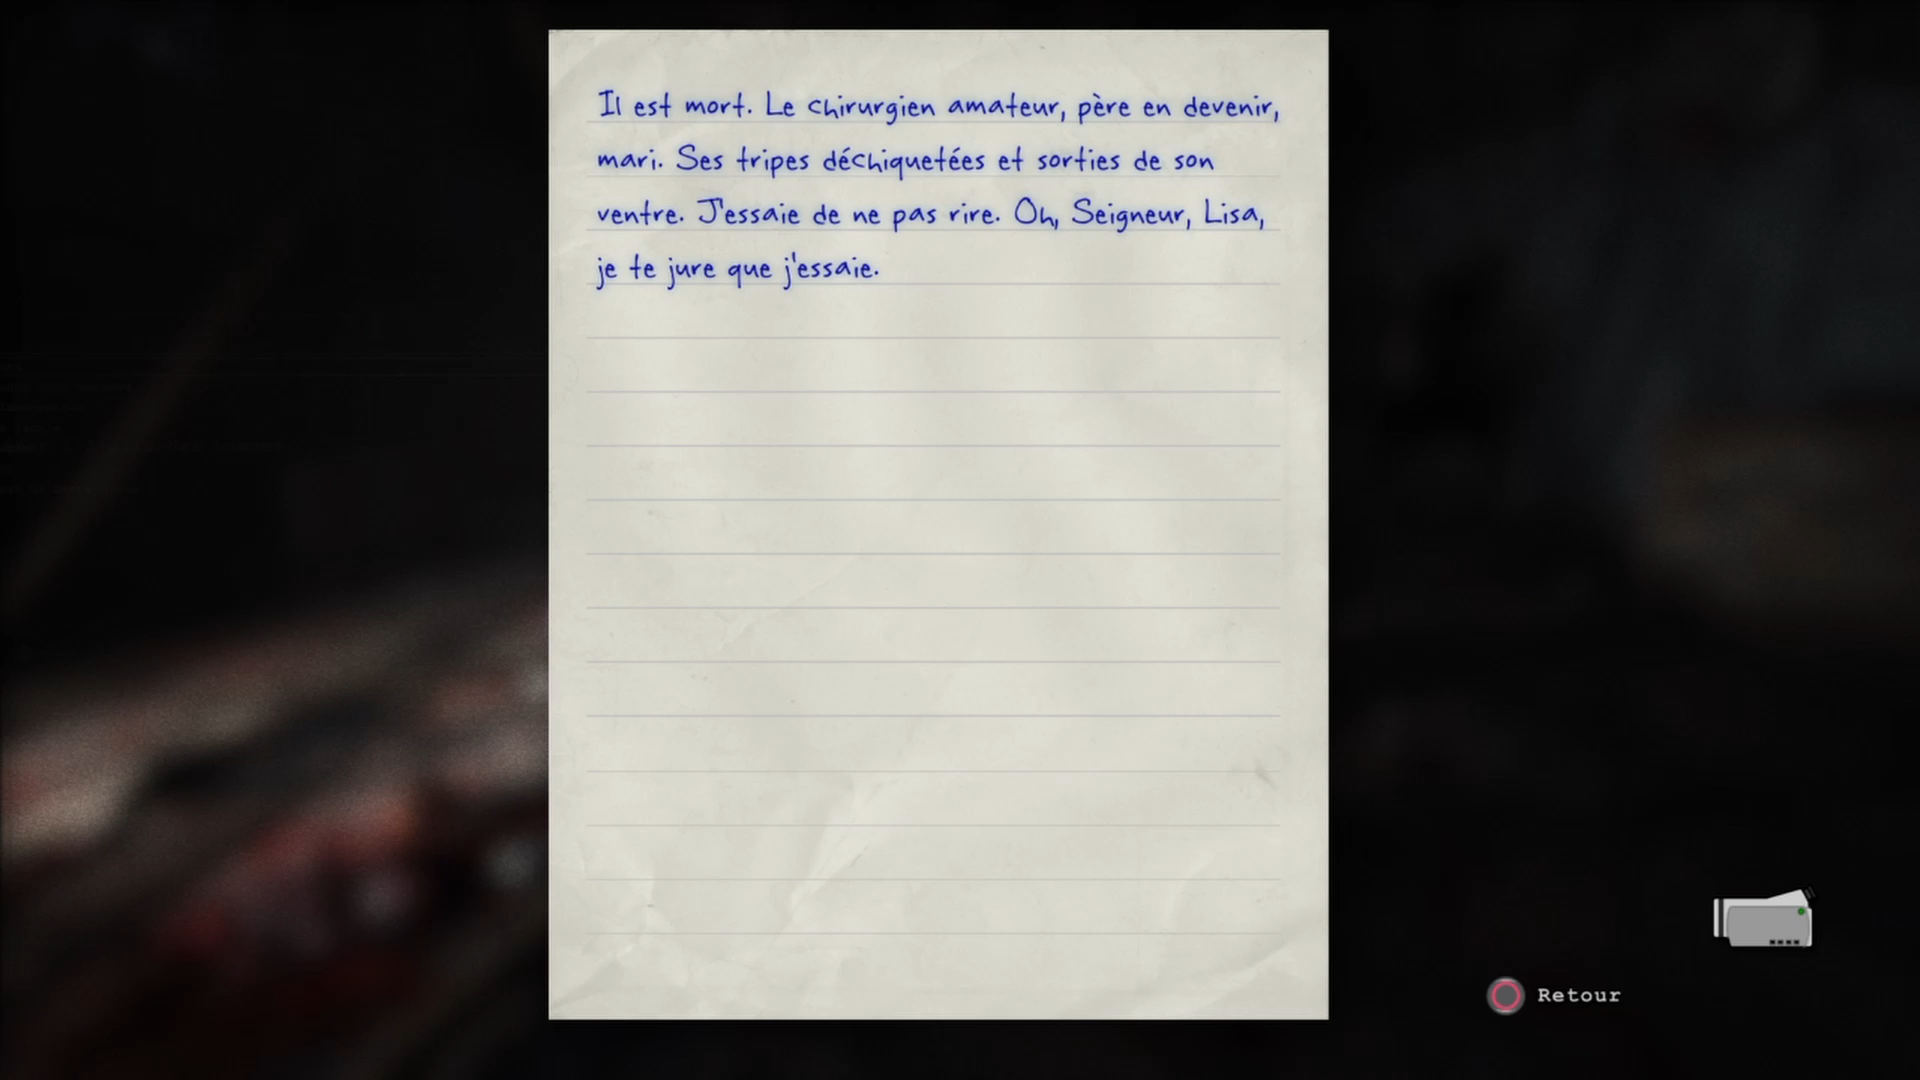 Il est mort. Le chirurgien amateur, père en devenir,
mari. Ses tripes déchiquetées et sorties de son
ventre. J'essaie de ne pas rire. Oh, Seigneur, Lisa,
je te jure que j'essaie.
Retour